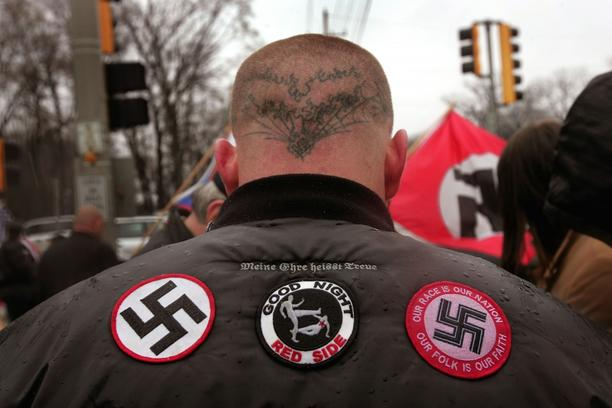 Meine Ehre heisst Treue
GOOD NIGHT
RED SIDE
OUR RACE IS OUR NATION
OUR FOLK IS OUR FAITH